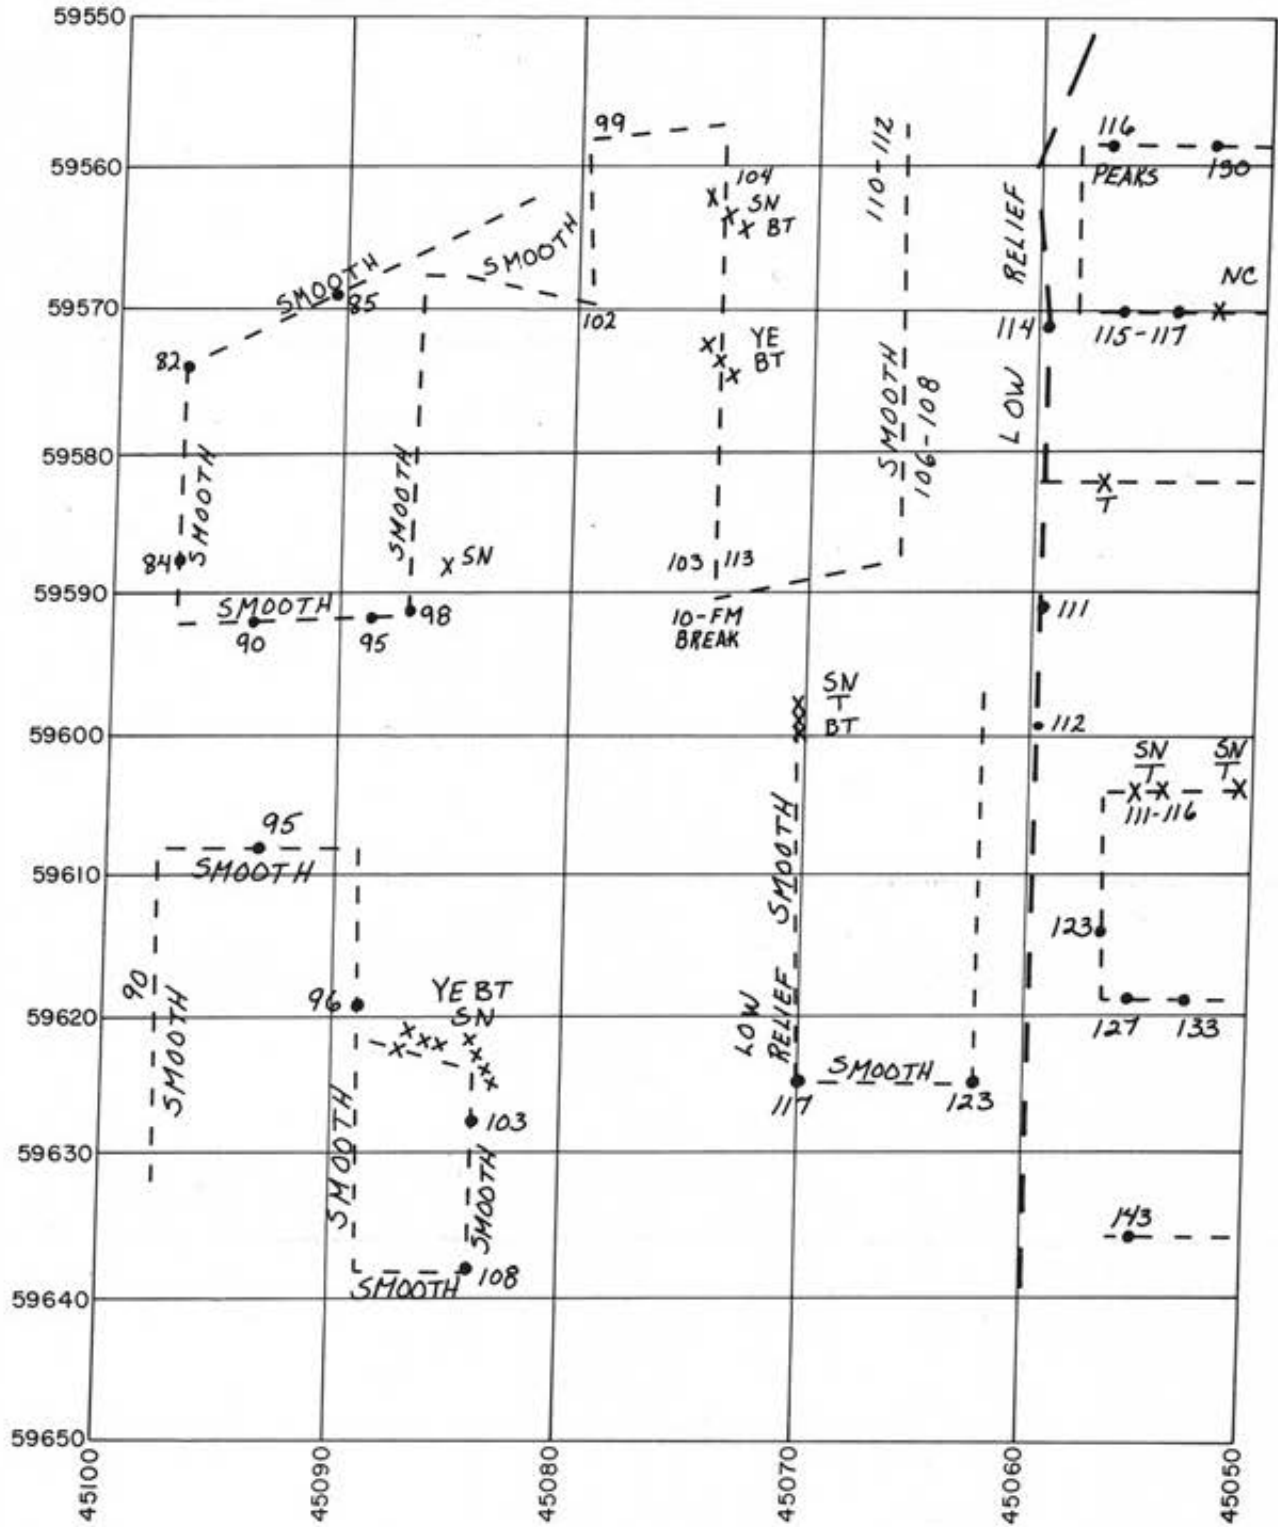 59550
99
110-112
116
130
PEAKS
59560
104
SN
BT
SMOOTH
SMOOTH
85
LOW RELIEF
NC
59570
102
114
115-117
82
YE
BT
SMOOTH
106-108
59580
SMOOTH
SMOOTH
T
84
SN
103
113
59590
SMOOTH
98
90
95
10-FM
BREAK
111
SN
T
BT
59600
112
SN
T
SN
T
111-116
95
SMOOTH
SMOOTH
59610
123
90
SMOOTH
96
YE BT
SN
LOW
RELIEF
59620
127
133
SMOOTH
117
123
103
SMOOTH
SMOOTH
59630
143
108
SMOOTH
59640
59650
45100
45090
45080
45070
45060
45050